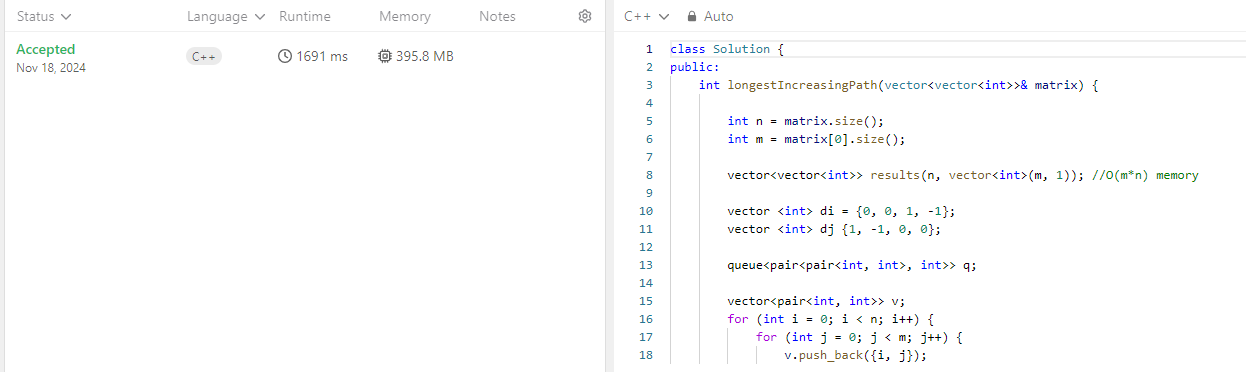 Status Language Runtime Memory Notes
Accepted
Nov 18, 2024
C++ 1691 ms 395.8 MB
C++ Auto
1 class Solution {
2 public:
3 int longestIncreasingPath(vector<vector<int>>& matrix) {
4
5 int n = matrix.size();
6 int m = matrix[0].size();
7
8 vector<vector<int>> results(n, vector<int>(m, 1)); //O(m*n) memory
9
10 vector <int> di = {0, 0, 1, -1};
11 vector <int> dj {1, -1, 0, 0};
12
13 queue<pair<pair<int, int>, int>> q;
14
15 vector<pair<int, int>> v;
16 for (int i = 0; i < n; i++) {
17 for (int j = 0; j < m; j++) {
18 v.push_back({i, j});